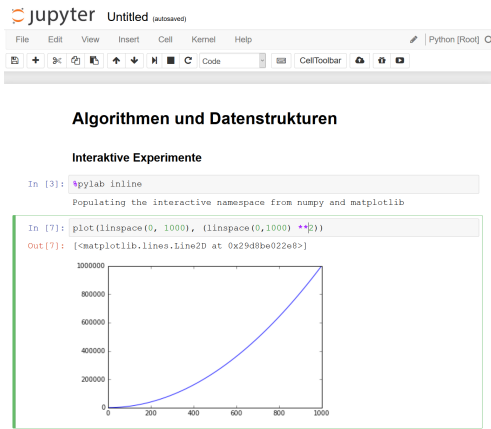 jupyter Untitled (autosaved)
File Edit View Insert Cell Kernel Help Python [Root]
Code CellToolbar
Algorithmen und Datenstrukturen
Interaktive Experimente
In [3]: %pylab inline
Populating the interactive namespace from numpy and matplotlib
In [7]: plot(linspace(0, 1000), (linspace(0,1000) **2))
Out[7]: [<matplotlib.lines.Line2D at 0x29d8be022e8>]
1000000
800000
600000
400000
200000
0
0 200 400 600 800 1000